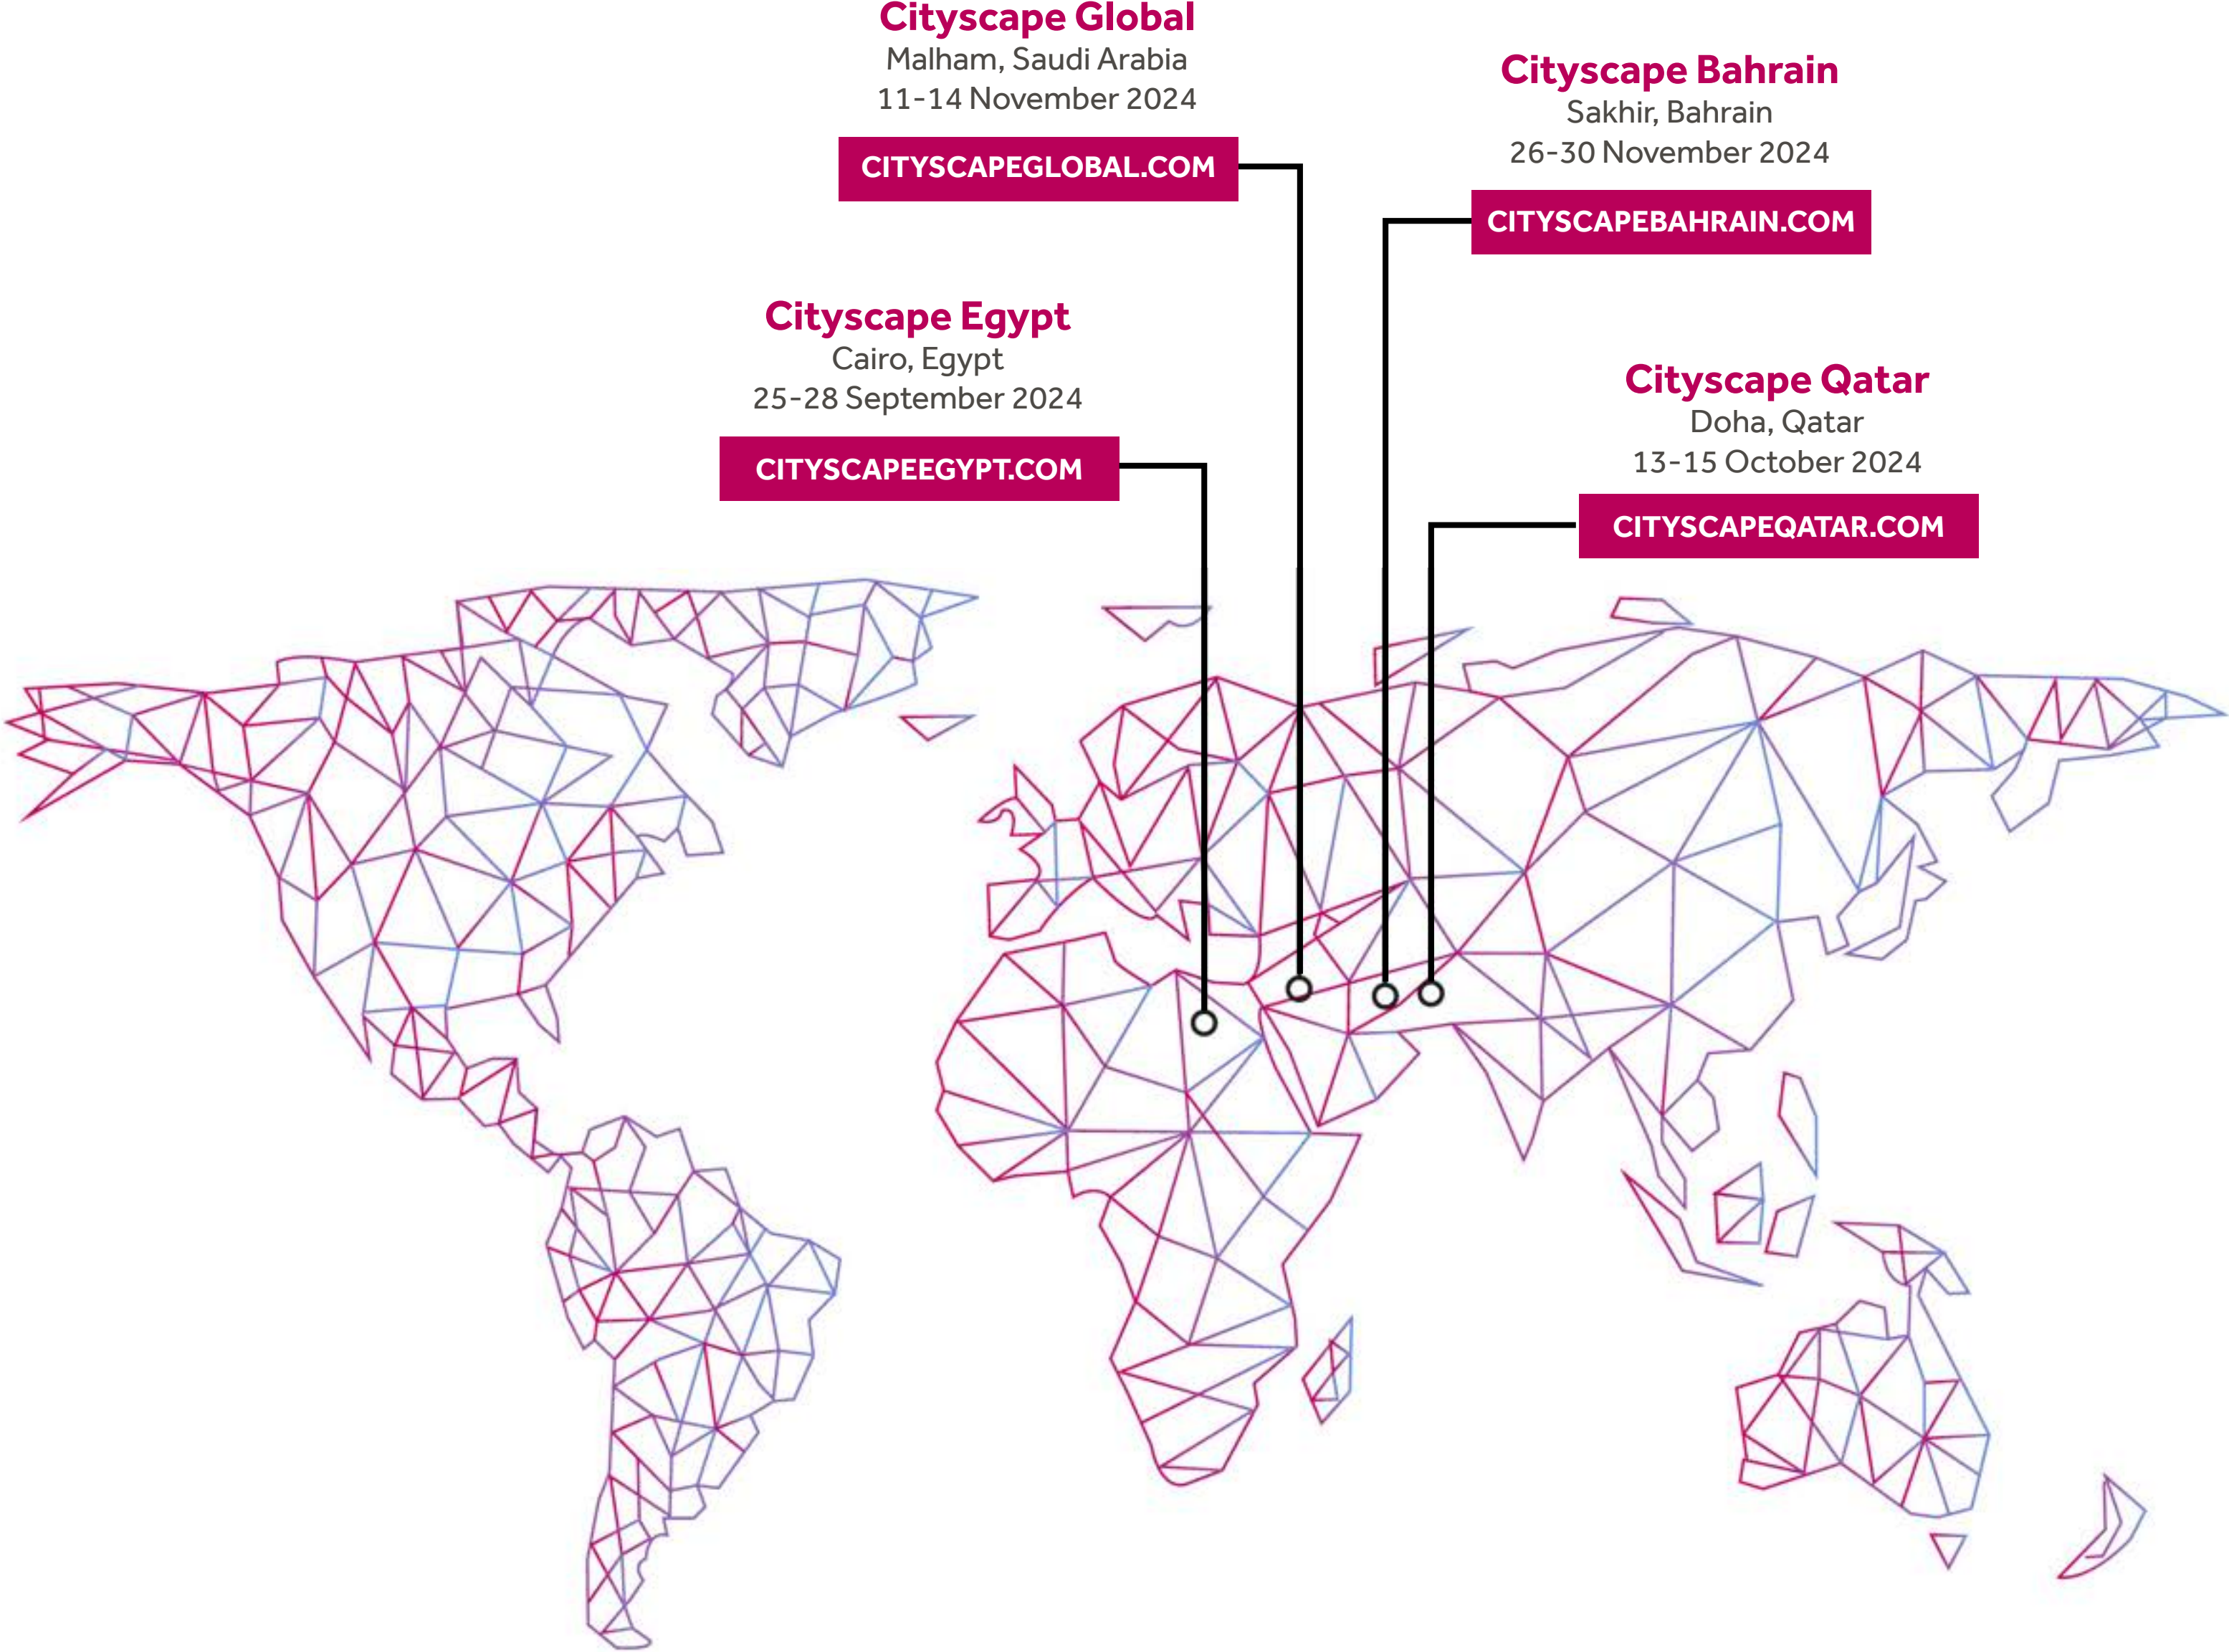 Cityscape Global
Malham, Saudi Arabia
11-14 November 2024
CITYSCAPEGLOBAL.COM
Cityscape Bahrain
Sakhir, Bahrain
26-30 November 2024
CITYSCAPEBAHRAIN.COM
Cityscape Egypt
Cairo, Egypt
25-28 September 2024
CITYSCAPEEGYPT.COM
Cityscape Qatar
Doha, Qatar
13-15 October 2024
CITYSCAPEQATAR.COM